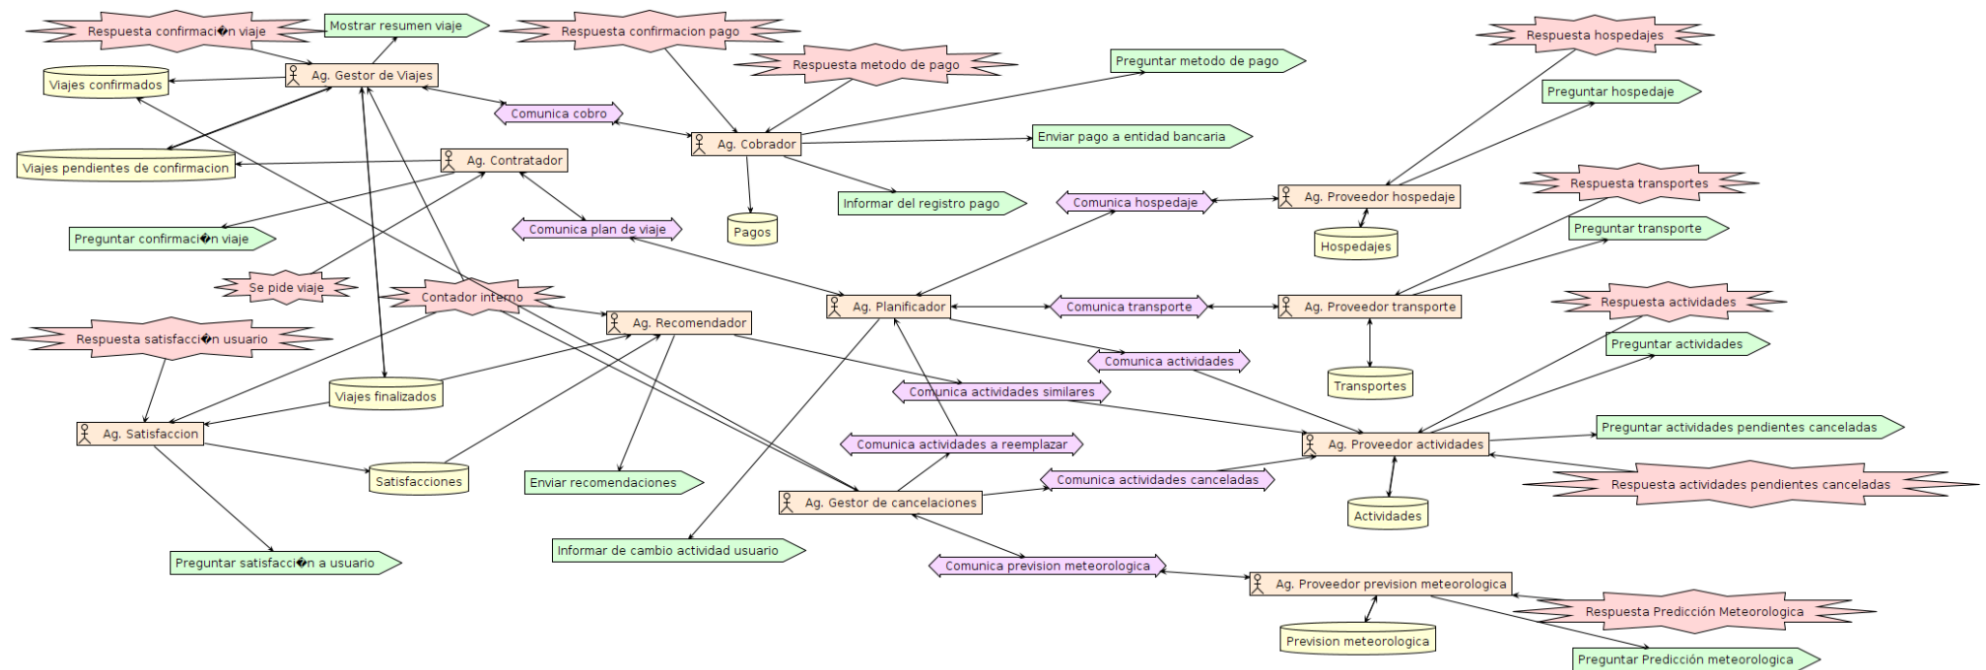 Respuesta confirmaci�n viaje
Mostrar resumen viaje
Respuesta confirmacion pago
Respuesta hospedajes
Respuesta metodo de pago
Preguntar metodo de pago
Ag. Gestor de Viajes
Viajes confirmados
Preguntar hospedaje
Comunica cobro
Enviar pago a entidad bancaria
Ag. Cobrador
Ag. Contratador
Viajes pendientes de confirmacion
Respuesta transportes
Ag. Proveedor hospedaje
Comunica hospedaje
Informar del registro pago
Preguntar transporte
Comunica plan de viaje
Pagos
Preguntar confirmaci�n viaje
Hospedajes
Se pide viaje
Contador interno
Respuesta actividades
Ag. Planificador
Comunica transporte
Ag. Proveedor transporte
Ag. Recomendador
Respuesta satisfacci�n usuario
Preguntar actividades
Comunica actividades
Transportes
Comunica actividades similares
Viajes finalizados
Preguntar actividades pendientes canceladas
Ag. Satisfaccion
Comunica actividades a reemplazar
Ag. Proveedor actividades
Satisfacciones
Enviar recomendaciones
Comunica actividades canceladas
Respuesta actividades pendientes canceladas
Ag. Gestor de cancelaciones
Actividades
Informar de cambio actividad usuario
Preguntar satisfacci�n a usuario
Comunica prevision meteorologica
Ag. Proveedor prevision meteorologica
Respuesta Predicción Meteorologica
Prevision meteorologica
Preguntar Predicción meteorologica